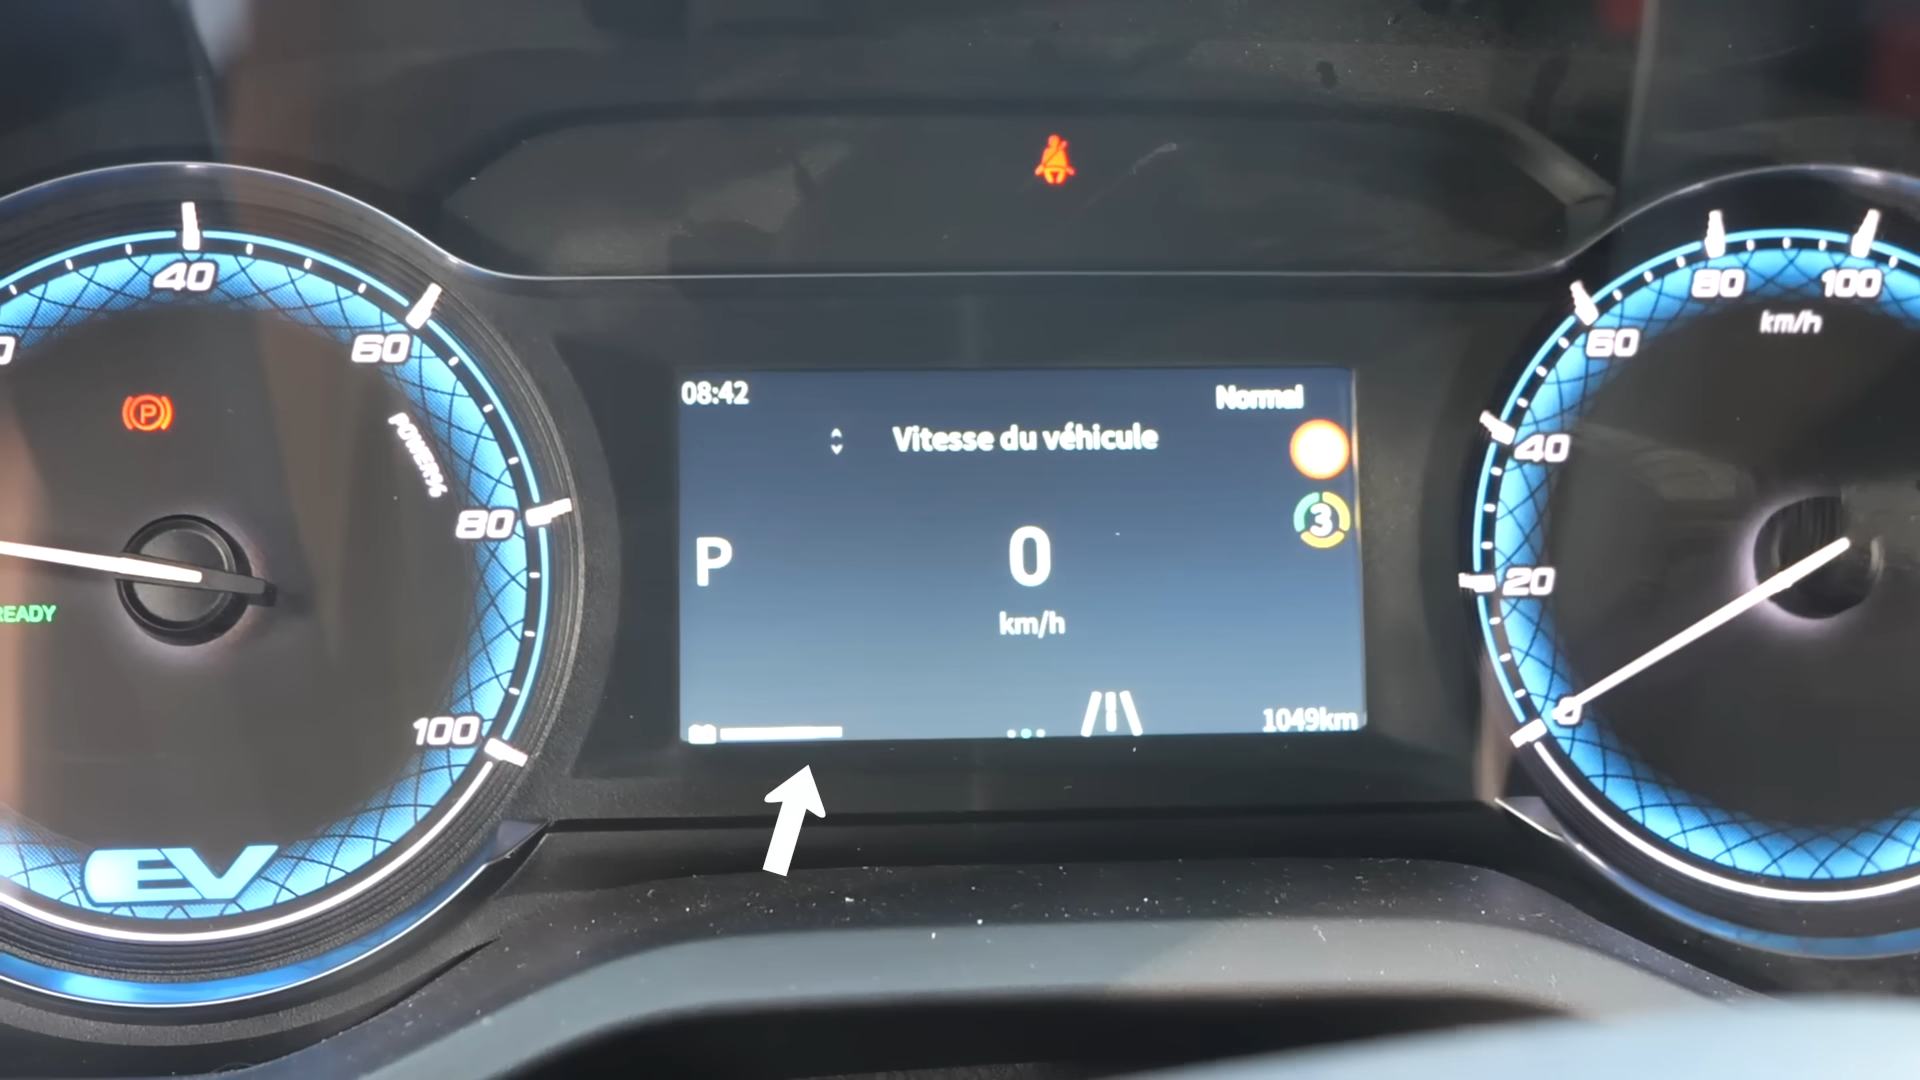 08:42
Normal
Vitesse du véhicule
3
P
0
km/h
1049km
40
60
80
100
POWER%
P
READY
EV
0
20
40
60
80
100
km/h